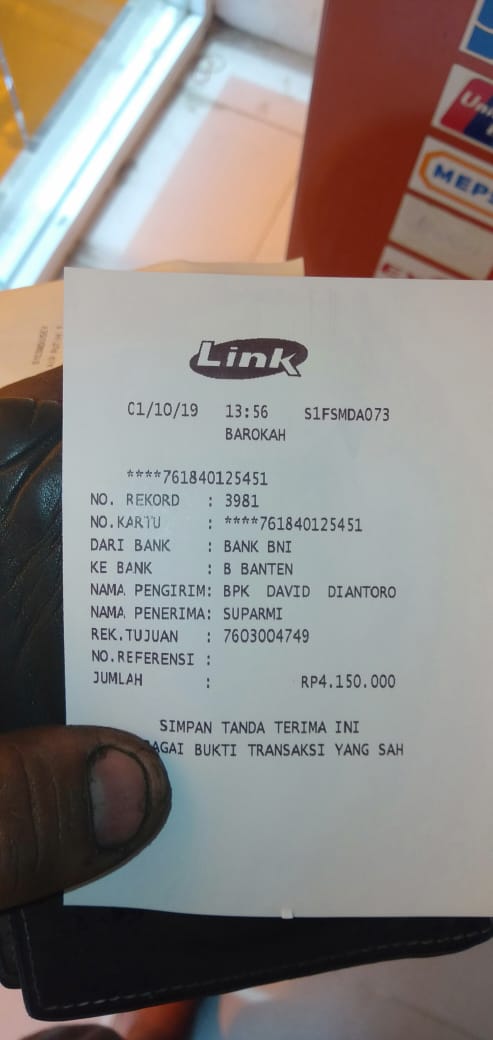 Link
01/10/19 13:56 S1FSMDA073
BAROKAH
****761840125451
NO. REKORD : 3981
NO.KARTU : ****761840125451
DARI BANK : BANK BNI
KE BANK : B BANTEN
NAMA PENGIRIM: BPK DAVID DIANTORO
NAMA PENERIMA: SUPARMI
REK.TUJUAN : 7603004749
NO.REFERENSI :
JUMLAH : RP4.150.000
SIMPAN TANDA TERIMA INI
BAGAI BUKTI TRANSAKSI YANG SAH